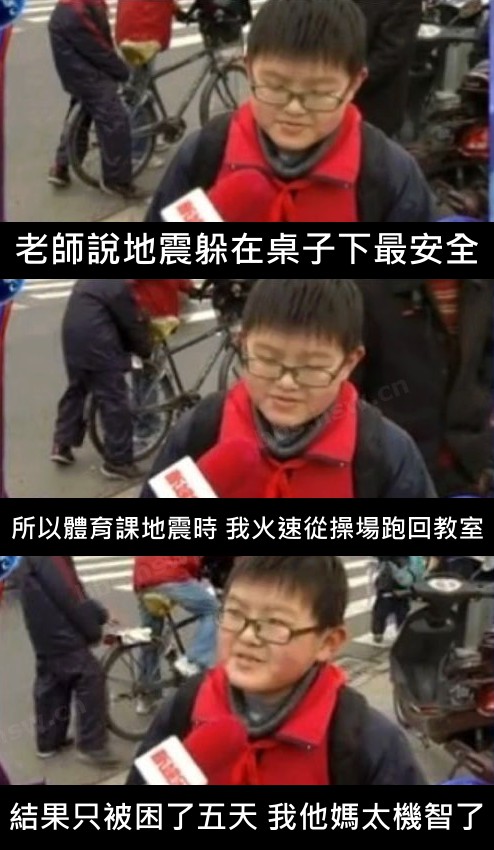 老師說地震躲在桌子下最安全
所以體育課地震時 我火速從操場跑回教室
結果只被困了五天 我他媽太機智了